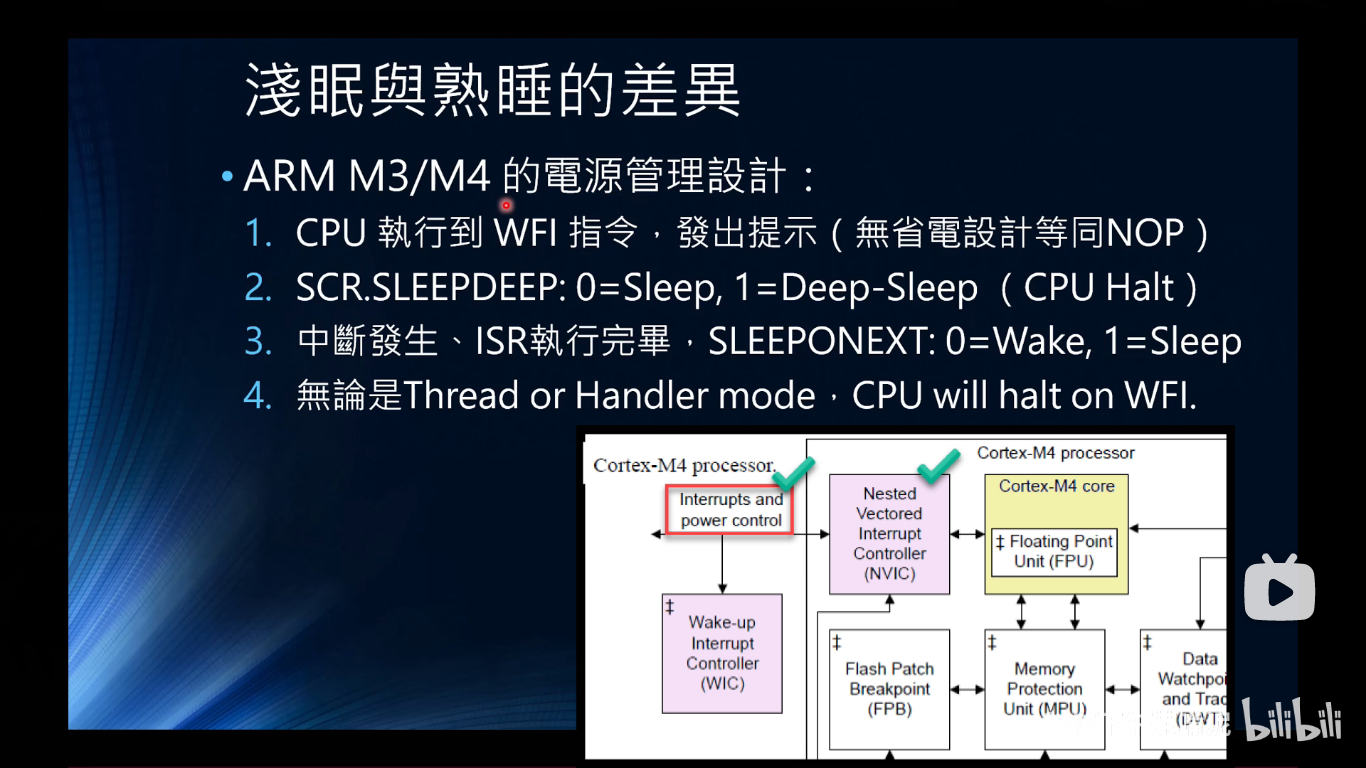 淺眠與熟睡的差異
• ARM M3/M4 的電源管理設計：
1. CPU 執行到 WFI 指令，發出提示（無省電設計等同NOP）
2. SCR.SLEEPDEEP: 0=Sleep, 1=Deep-Sleep （CPU Halt）
3. 中斷發生、ISR執行完畢，SLEEPONEXT: 0=Wake, 1=Sleep
4. 無論是Thread or Handler mode，CPU will halt on WFI.
Cortex-M4 processor.
Cortex-M4 processor
Interrupts and
power control
Nested
Vectored
Interrupt
Controller
(NVIC)
Cortex-M4 core
‡ Floating Point
Unit (FPU)
‡
Wake-up
Interrupt
Controller
(WIC)
‡
Flash Patch
Breakpoint
(FPB)
‡
Memory
Protection
Unit (MPU)
‡
Data
Watchpoi
and Trac
(DWT)
bilibili